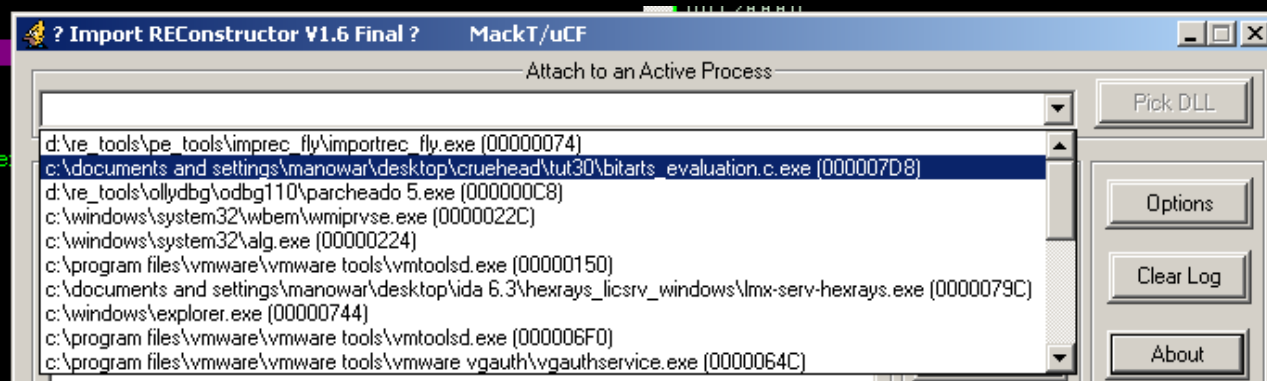 ? Import REConstructor V1.6 Final ? MackT/uCF
Attach to an Active Process
Pick DLL
d:\re_tools\pe_tools\imprec_fly\importrec_fly.exe (00000074)
c:\documents and settings\manowar\desktop\cruehead\tut30\bitarts_evaluation.c.exe (000007D8)
d:\re_tools\ollydbg\odbg110\parcheado 5.exe (000000C8)
c:\windows\system32\wbem\wmiprvse.exe (0000022C)
Options
c:\windows\system32\alg.exe (00000224)
c:\program files\vmware\vmware tools\vmtoolsd.exe (00000150)
Clear Log
c:\documents and settings\manowar\desktop\ida 6.3\hexrays_licsrv_windows\lmx-serv-hexrays.exe (0000079C)
c:\windows\explorer.exe (00000744)
c:\program files\vmware\vmware tools\vmtoolsd.exe (000006F0)
c:\program files\vmware\vmware tools\vmware vgauth\vgauthservice.exe (0000064C)
About